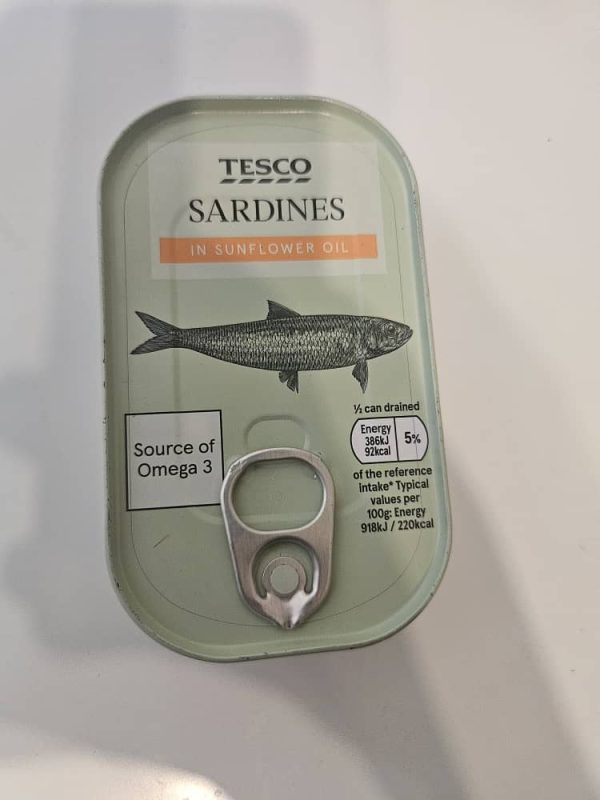 TESCO
SARDINES
IN SUNFLOWER OIL
½ can drained
Energy
386kJ
92kcal
5%
of the reference
intake* Typical
values per
100g: Energy
918kJ / 220kcal
Source of
Omega 3